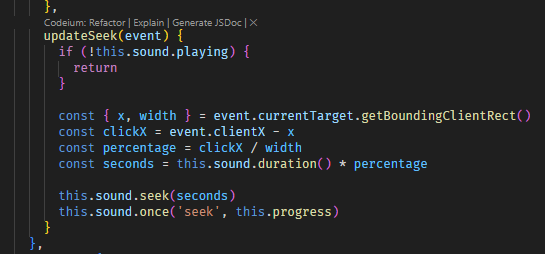 },
Codeium: Refactor | Explain | Generate JSDoc | X
updateSeek(event) {
if (!this.sound.playing) {
return
}
const { x, width } = event.currentTarget.getBoundingClientRect()
const clickX = event.clientX - x
const percentage = clickX / width
const seconds = this.sound.duration() * percentage
this.sound.seek(seconds)
this.sound.once('seek', this.progress)
}
},